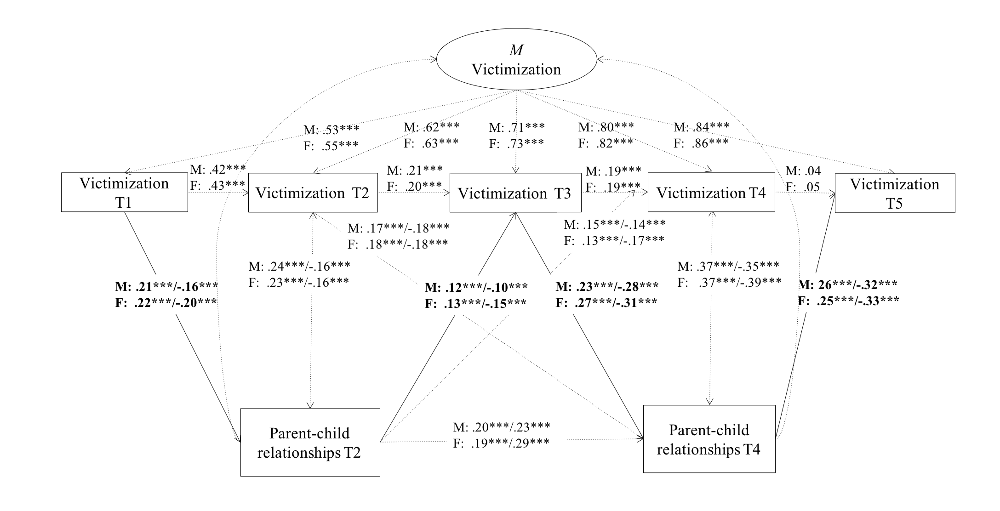 M
Victimization
M: .53***
F:  .55***
M: .62***
F:  .63***
M: .71***
F:  .73***
M: .80***
F:  .82***
M: .84***
F:  .86***
Victimization
T1
M: .42***
F:  .43***
Victimization  T2
M: .21***
F:  .20***
Victimization  T3
M: .19***
F:  .19***
Victimization T4
M: .04
F:  .05
Victimization
T5
M: .17***/-.18***
F:  .18***/-.18***
M: .15***/-.14***
F:  .13***/-.17***
M: .24***/-.16***
F:  .23***/-.16***
M: .37***/-.35***
F:  .37***/-.39***
M: .21***/-.16***
F:  .22***/-.20***
M: .12***/-.10***
F:  .13***/-.15***
M: .23***/-.28***
F:  .27***/-.31***
M: 26***/-.32***
F:  .25***/-.33***
Parent-child
relationships T2
M: .20***/.23***
F:  .19***/.29***
Parent-child
relationships T4